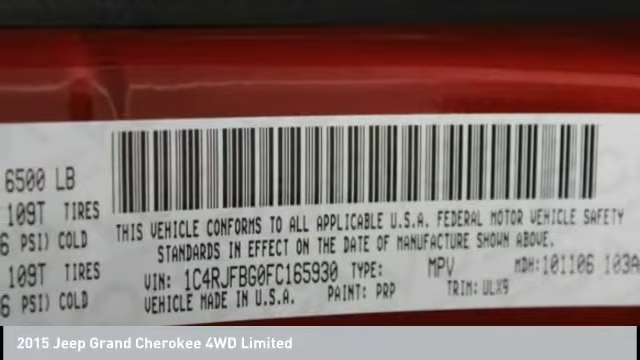 6500 LB
109T TIRES
6 PSI) COLD
109T TIRES
6 PSI) COLD
THIS VEHICLE CONFORMS TO ALL APPLICABLE U.S.A. FEDERAL MOTOR VEHICLE SAFETY
STANDARDS IN EFFECT ON THE DATE OF MANUFACTURE SHOWN ABOVE.
VIN: 1C4RJFBG0FC165930 TYPE: MPV MDH: 101106 103A
VEHICLE MADE IN U.S.A. PAINT: PRP TRIM: ULX9
2015 Jeep Grand Cherokee 4WD Limited